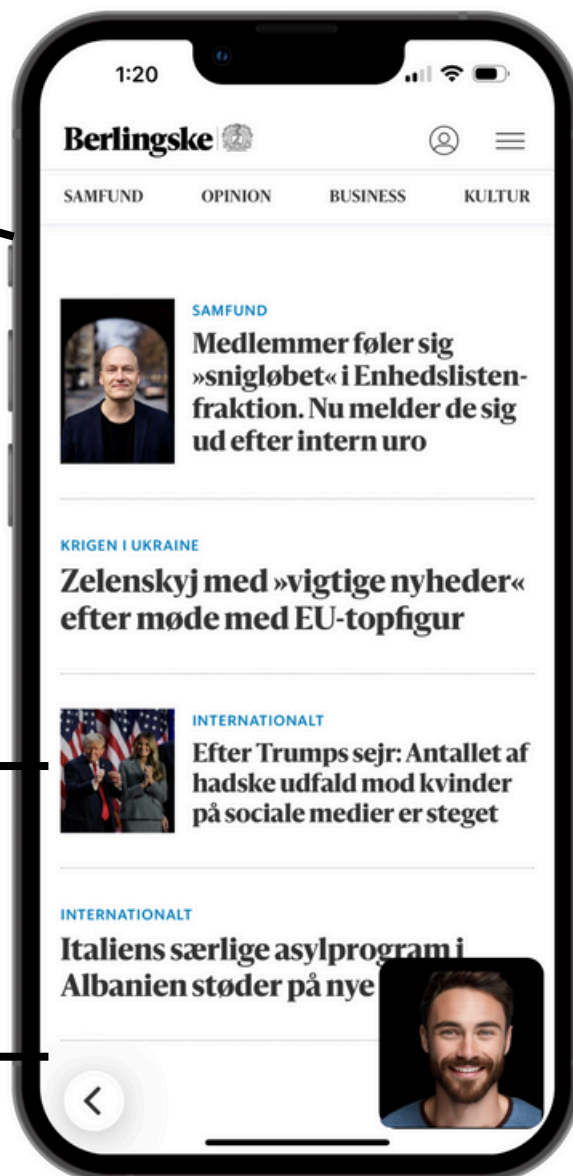 1:20
Berlingske
SAMFUND OPINION BUSINESS KULTUR
SAMFUND
Medlemmer føler sig
»snigløbet« i Enhedslisten-
fraktion. Nu melder de sig
ud efter intern uro
KRIGEN I UKRAINE
Zelenskyj med »vigtige nyheder«
efter møde med EU-topfigur
INTERNATIONALT
Efter Trumps sejr: Antallet af
hadske udfald mod kvinder
på sociale medier er steget
INTERNATIONALT
Italiens særlige asylprogram i
Albanien støder på nye